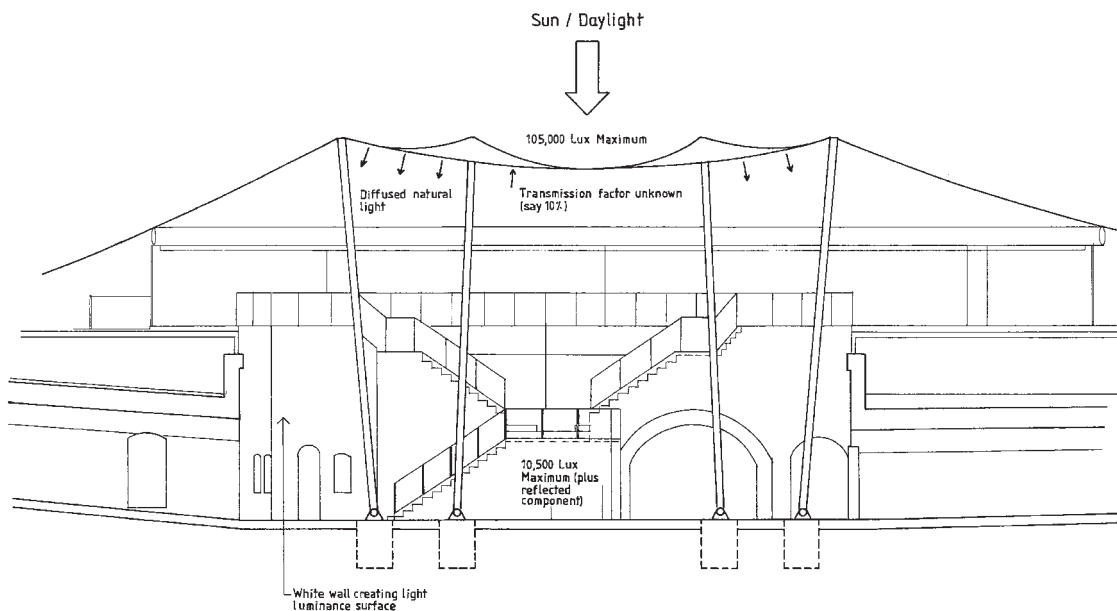 Sun / Daylight
105,000 Lux Maximum
Diffused natural
light
Transmission factor unknown
(say 10%)
10,500 Lux
Maximum (plus
reflected
component)
White wall creating light
luminance surface